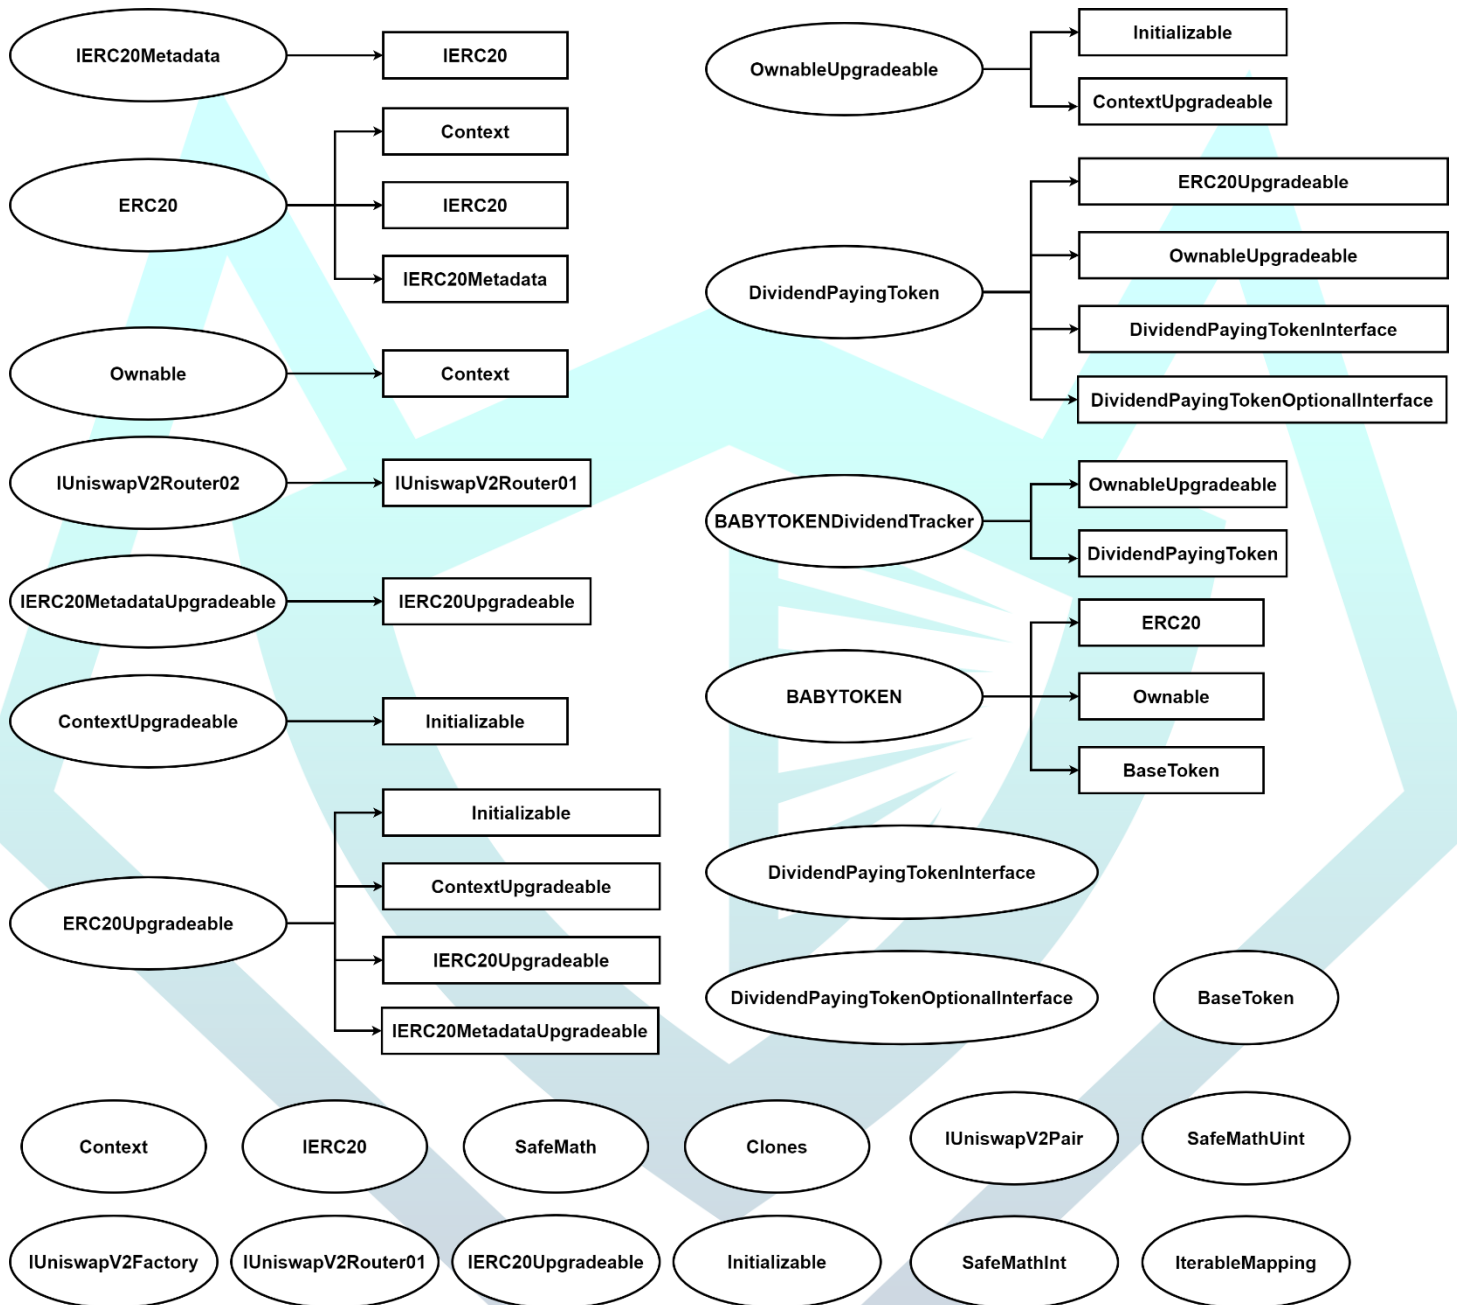 IERC20Metadata
IERC20
ERC20
Context
IERC20
IERC20Metadata
Ownable
Context
IUniswapV2Router02
IUniswapV2Router01
IERC20MetadataUpgradeable
IERC20Upgradeable
ContextUpgradeable
Initializable
ERC20Upgradeable
Initializable
ContextUpgradeable
IERC20Upgradeable
IERC20MetadataUpgradeable
OwnableUpgradeable
Initializable
ContextUpgradeable
DividendPayingToken
ERC20Upgradeable
OwnableUpgradeable
DividendPayingTokenInterface
DividendPayingTokenOptionalInterface
BABYTOKENDividendTracker
OwnableUpgradeable
DividendPayingToken
BABYTOKEN
ERC20
Ownable
BaseToken
DividendPayingTokenInterface
DividendPayingTokenOptionalInterface
BaseToken
Context
IERC20
SafeMath
Clones
IUniswapV2Pair
SafeMathUint
IUniswapV2Factory
IUniswapV2Router01
IERC20Upgradeable
Initializable
SafeMathInt
IterableMapping